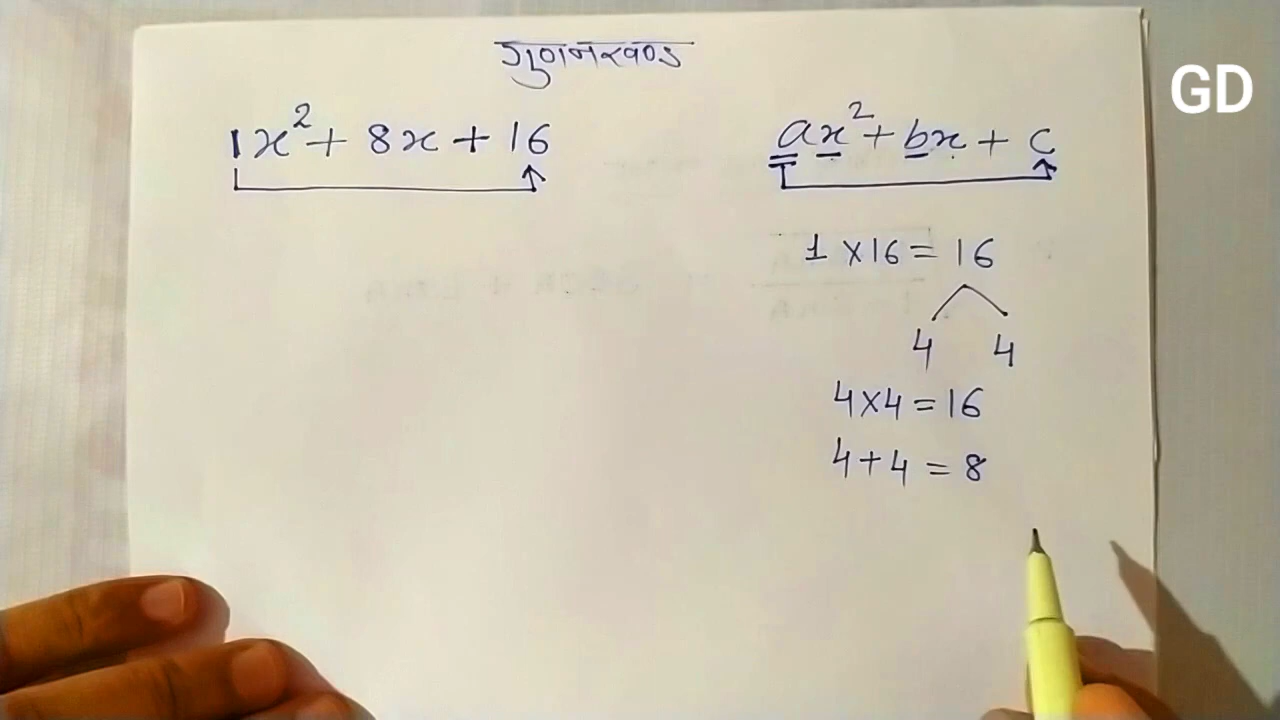 गुणनखण्ड
GD
1x² + 8x + 16
ax² + bx + c
1 × 16 = 16
4 4
4 × 4 = 16
4 + 4 = 8